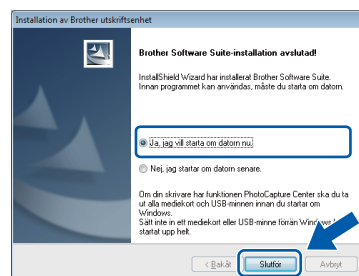 Installation av Brother utskriftsenhet
Brother Software Suite-installation avslutad!
InstallShield Wizard har installerat Brother Software Suite.
Innan programmet kan användas, måste du starta om datorn.
Ja, jag vill starta om datorn nu.
Nej, jag startar om datorn senare.
Om din skrivare har funktionen PhotoCapture Center ska du ta
ut alla mediekort och USB-minnen innan du startar om
Windows.
Sätt inte in ett mediekort eller USB-minne förrän Windows
startat upp helt.
< Bakåt
Slutför
Avbryt